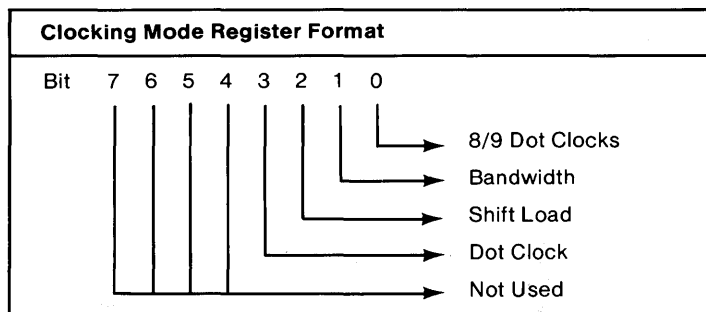 Clocking Mode Register Format
Bit 7 6 5 4 3 2 1 0
8/9 Dot Clocks
Bandwidth
Shift Load
Dot Clock
Not Used